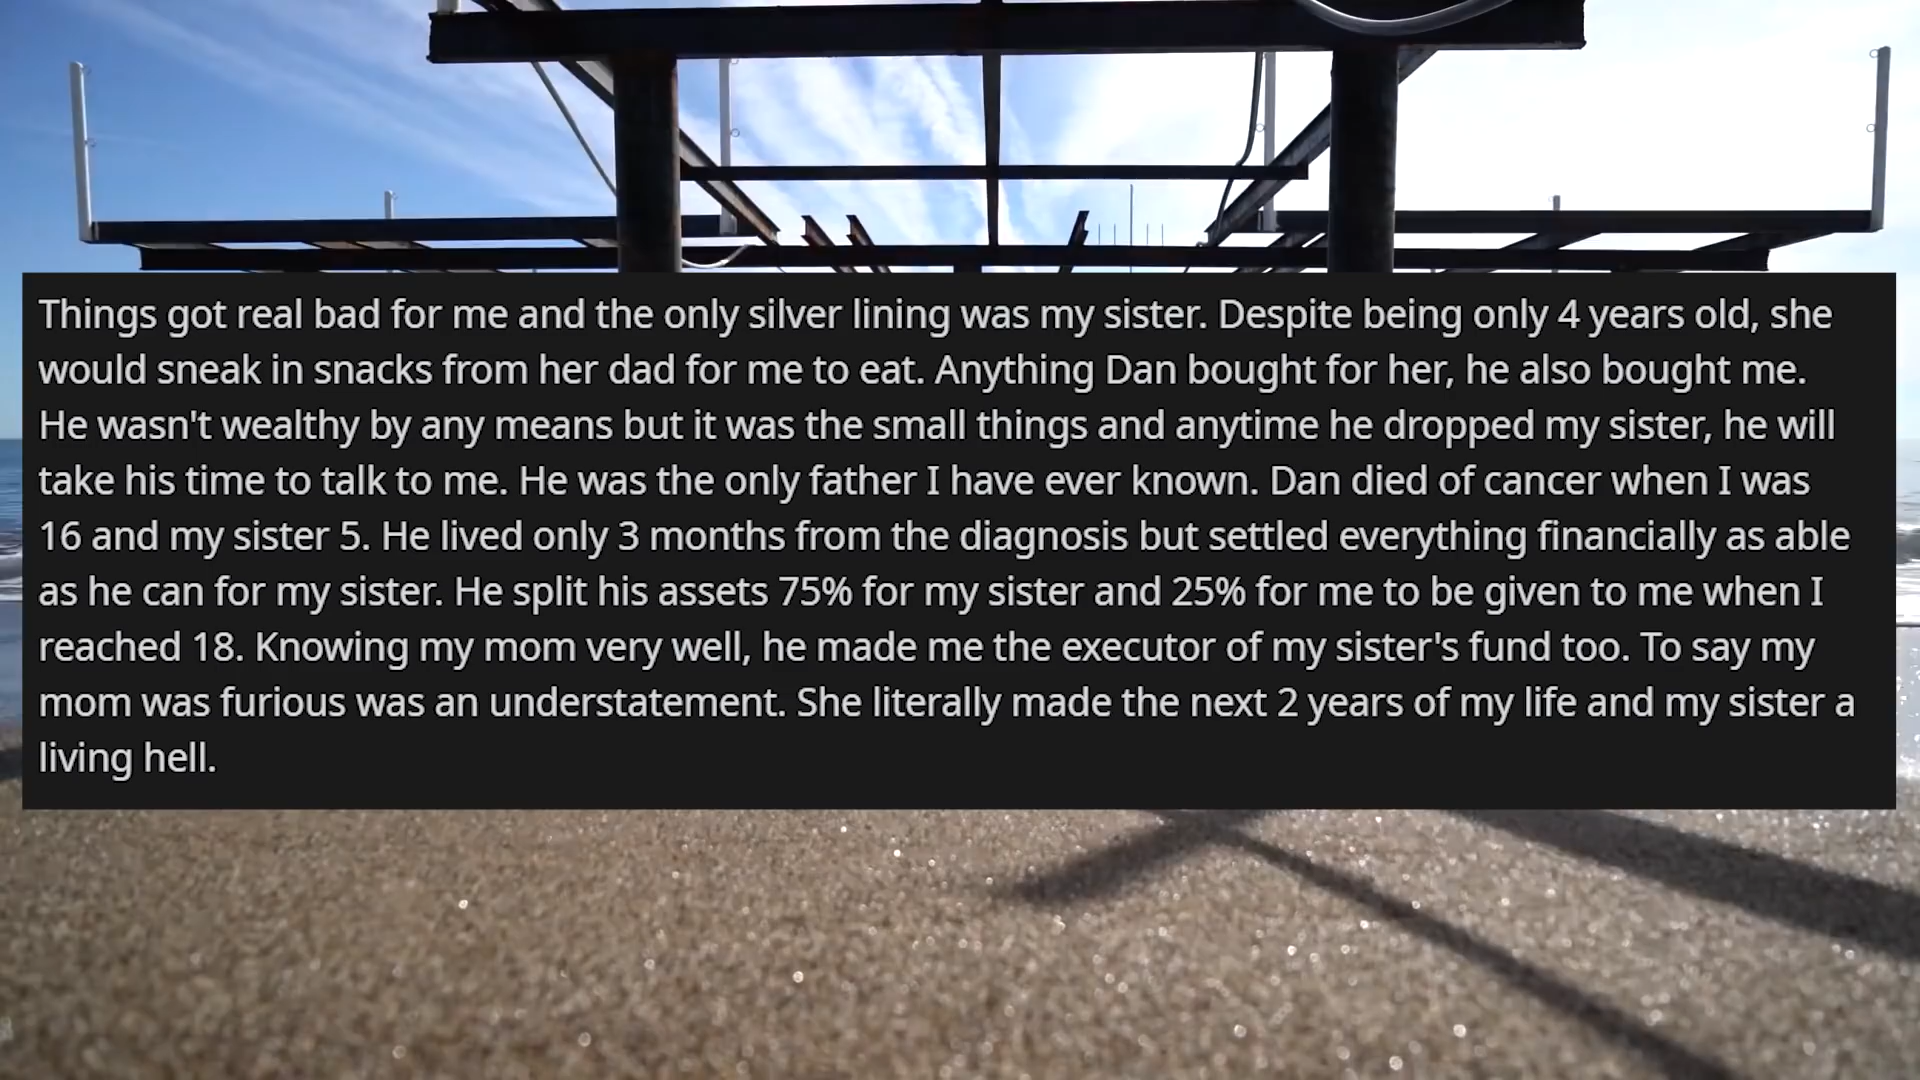 Things got real bad for me and the only silver lining was my sister. Despite being only 4 years old, she
would sneak in snacks from her dad for me to eat. Anything Dan bought for her, he also bought me.
He wasn't wealthy by any means but it was the small things and anytime he dropped my sister, he will
take his time to talk to me. He was the only father I have ever known. Dan died of cancer when I was
16 and my sister 5. He lived only 3 months from the diagnosis but settled everything financially as able
as he can for my sister. He split his assets 75% for my sister and 25% for me to be given to me when I
reached 18. Knowing my mom very well, he made me the executor of my sister's fund too. To say my
mom was furious was an understatement. She literally made the next 2 years of my life and my sister a
living hell.